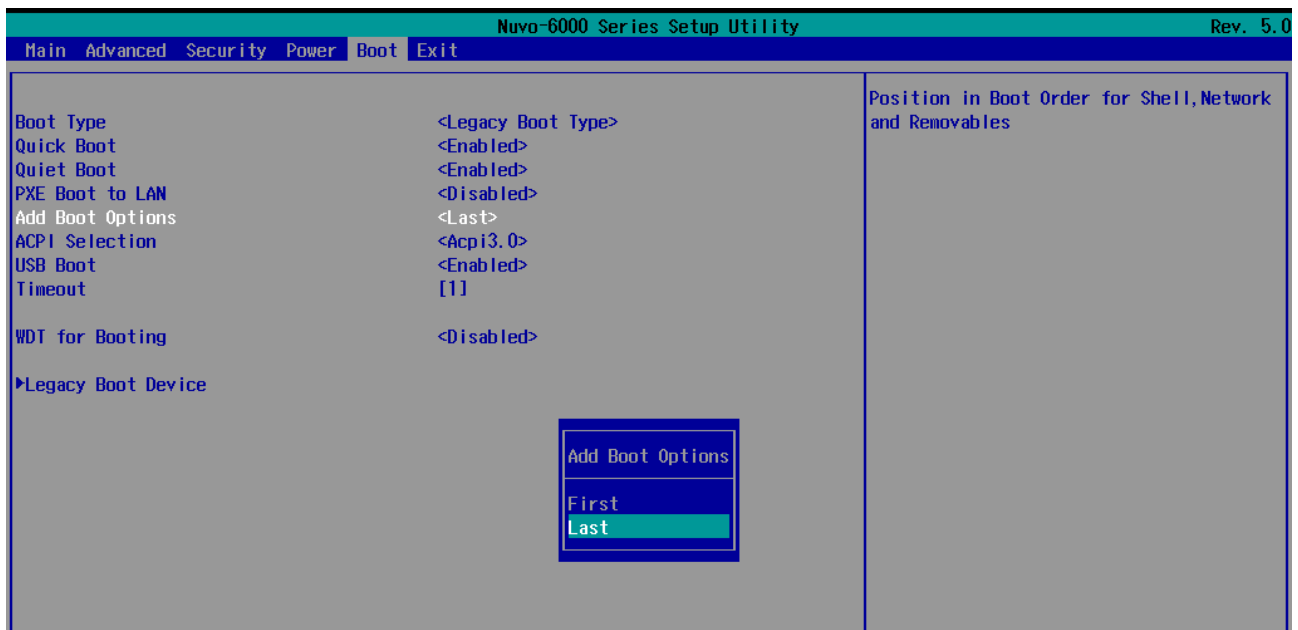 Nuvo-6000 Series Setup Utility Rev. 5.0
Main Advanced Security Power Boot Exit
Position in Boot Order for Shell,Network
and Removables
Boot Type <Legacy Boot Type>
Quick Boot <Enabled>
Quiet Boot <Enabled>
PXE Boot to LAN <Disabled>
Add Boot Options <Last>
ACPI Selection <Acpi3.0>
USB Boot <Enabled>
Timeout [1]
WDT for Booting <Disabled>
▶Legacy Boot Device
Add Boot Options
First
Last